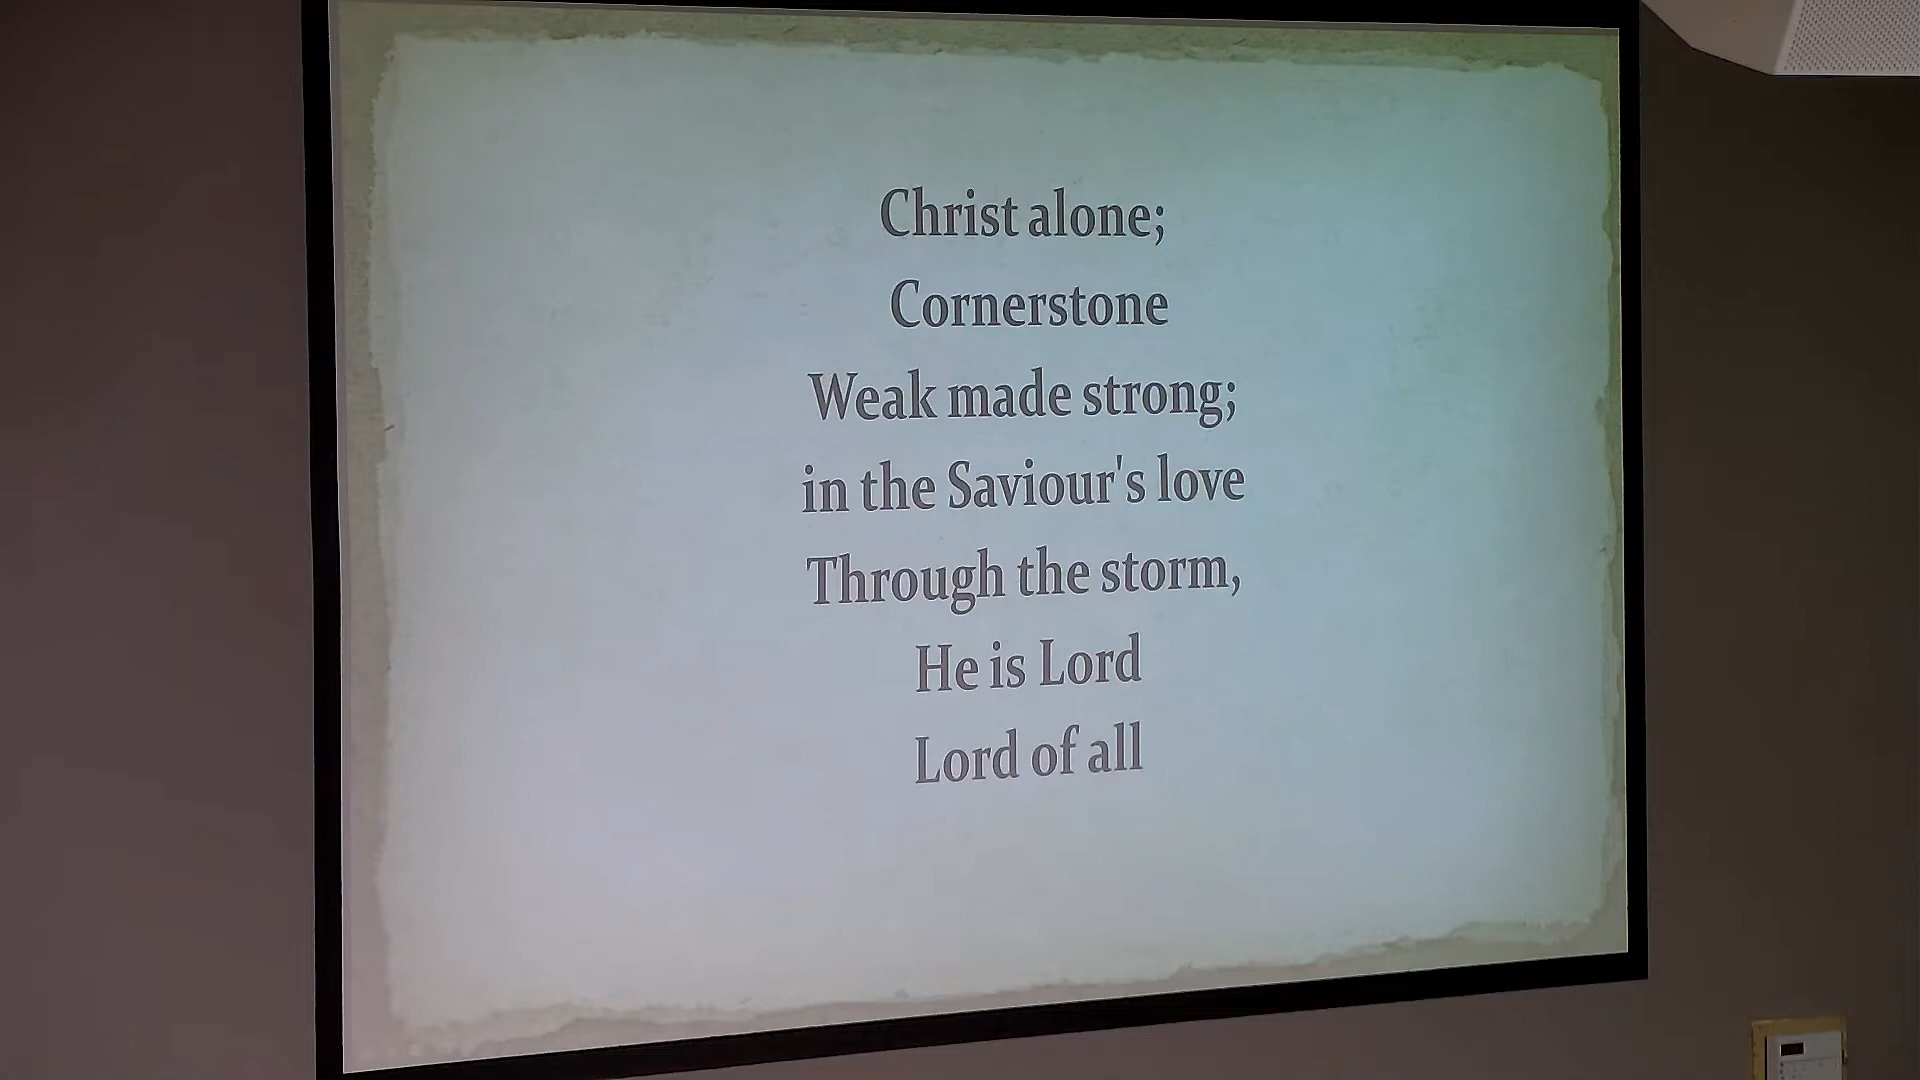 Christ alone;
Cornerstone
Weak made strong;
in the Saviour's love
Through the storm,
He is Lord
Lord of all